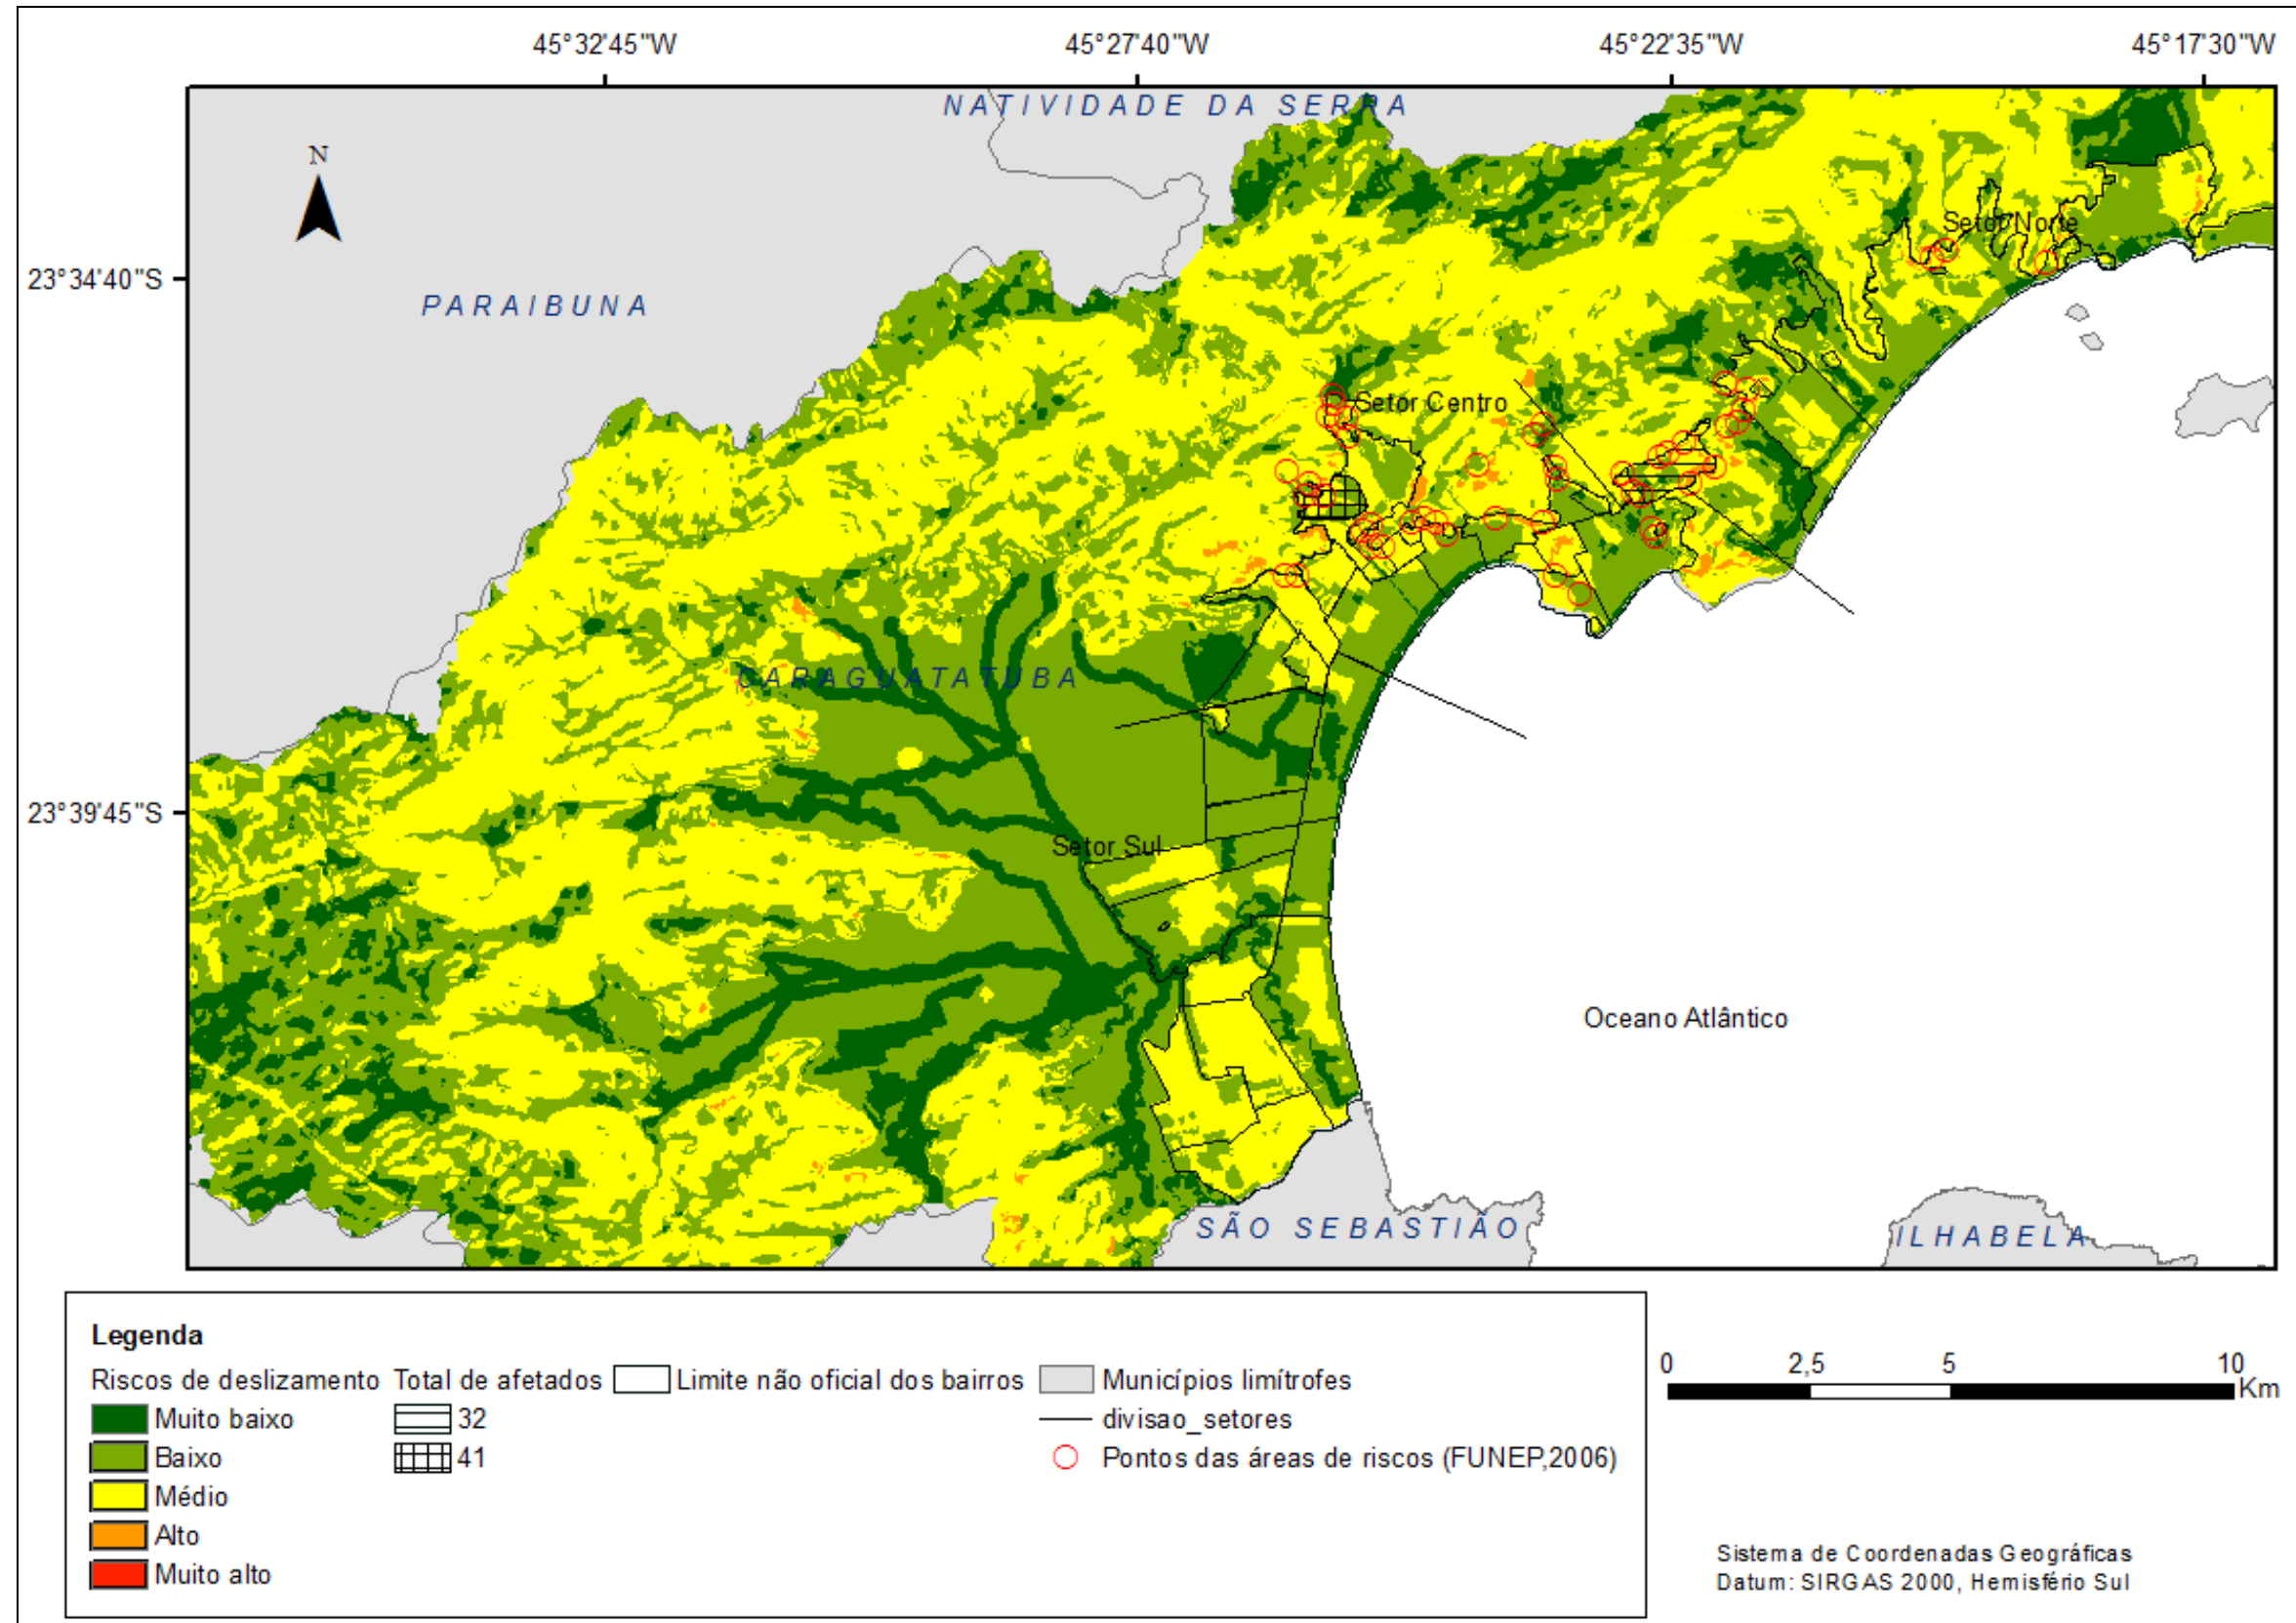 45°32'45"W 45°27'40"W 45°22'35"W 45°17'30"W
NATIVIDADE DA SERRA
N
Setor Norte
23°34'40"S
PARAIBUNA
Setor Centro
CARAGUATATUBA
23°39'45"S
Setor Sul
Oceano Atlântico
SÃO SEBASTIÃO
ILHABELA
Legenda
Riscos de deslizamento Total de afetados Limite não oficial dos bairros Municípios limítrofes
Muito baixo 32 divisao_setores
Baixo 41 Pontos das áreas de riscos (FUNEP,2006)
Médio
Alto
Muito alto
0 2,5 5 10
Km
Sistema de Coordenadas Geográficas
Datum: SIRGAS 2000, Hemisfério Sul